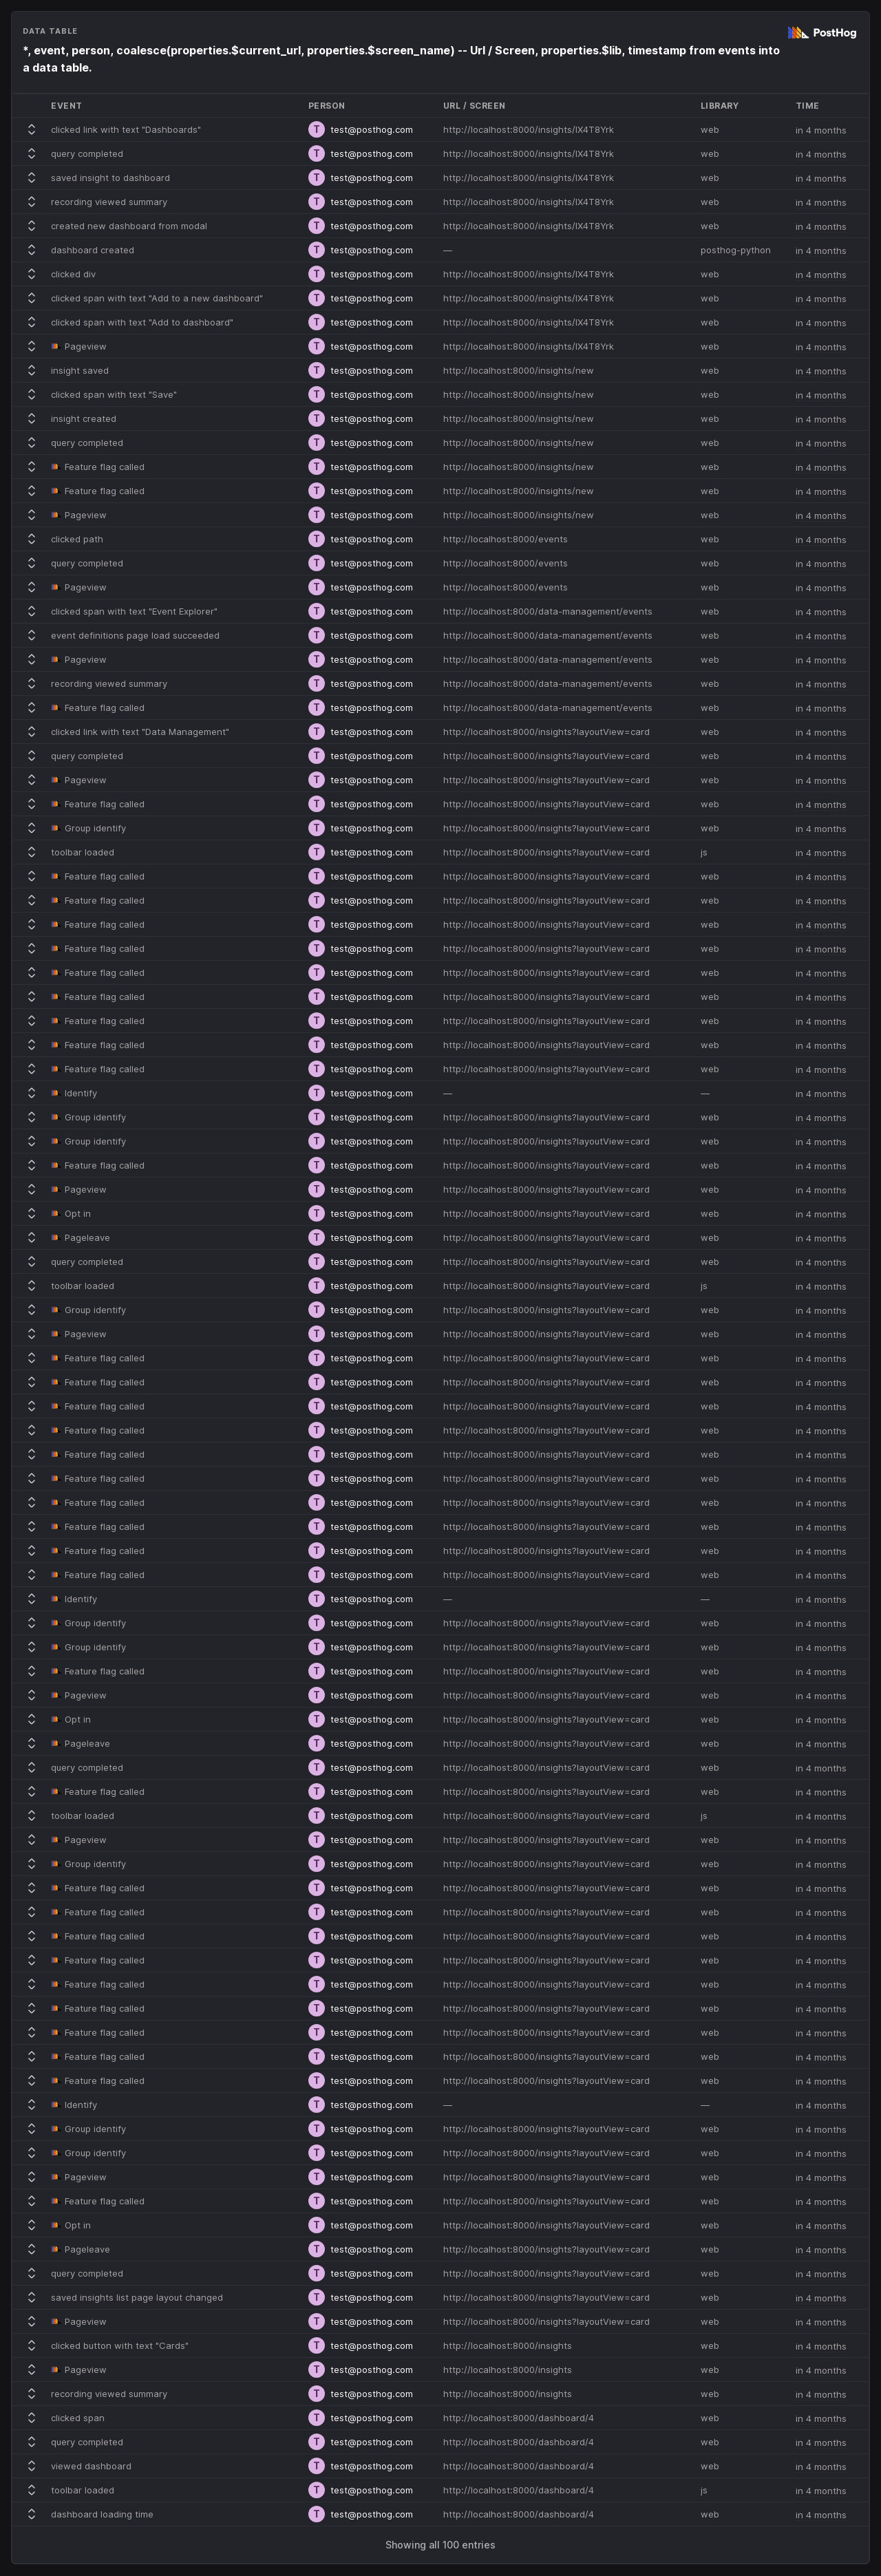 DATA TABLE
PostHog
*, event, person, coalesce(properties.$current_url, properties.$screen_name) -- Url / Screen, properties.$lib, timestamp from events into
a data table.
EVENT PERSON URL / SCREEN LIBRARY TIME
clicked link with text "Dashboards" T test@posthog.com http://localhost:8000/insights/IX4T8Yrk web in 4 months
query completed T test@posthog.com http://localhost:8000/insights/IX4T8Yrk web in 4 months
saved insight to dashboard T test@posthog.com http://localhost:8000/insights/IX4T8Yrk web in 4 months
recording viewed summary T test@posthog.com http://localhost:8000/insights/IX4T8Yrk web in 4 months
created new dashboard from modal T test@posthog.com http://localhost:8000/insights/IX4T8Yrk web in 4 months
dashboard created T test@posthog.com — posthog-python in 4 months
clicked div T test@posthog.com http://localhost:8000/insights/IX4T8Yrk web in 4 months
clicked span with text "Add to a new dashboard" T test@posthog.com http://localhost:8000/insights/IX4T8Yrk web in 4 months
clicked span with text "Add to dashboard" T test@posthog.com http://localhost:8000/insights/IX4T8Yrk web in 4 months
Pageview T test@posthog.com http://localhost:8000/insights/IX4T8Yrk web in 4 months
insight saved T test@posthog.com http://localhost:8000/insights/new web in 4 months
clicked span with text "Save" T test@posthog.com http://localhost:8000/insights/new web in 4 months
insight created T test@posthog.com http://localhost:8000/insights/new web in 4 months
query completed T test@posthog.com http://localhost:8000/insights/new web in 4 months
Feature flag called T test@posthog.com http://localhost:8000/insights/new web in 4 months
Feature flag called T test@posthog.com http://localhost:8000/insights/new web in 4 months
Pageview T test@posthog.com http://localhost:8000/insights/new web in 4 months
clicked path T test@posthog.com http://localhost:8000/events web in 4 months
query completed T test@posthog.com http://localhost:8000/events web in 4 months
Pageview T test@posthog.com http://localhost:8000/events web in 4 months
clicked span with text "Event Explorer" T test@posthog.com http://localhost:8000/data-management/events web in 4 months
event definitions page load succeeded T test@posthog.com http://localhost:8000/data-management/events web in 4 months
Pageview T test@posthog.com http://localhost:8000/data-management/events web in 4 months
recording viewed summary T test@posthog.com http://localhost:8000/data-management/events web in 4 months
Feature flag called T test@posthog.com http://localhost:8000/data-management/events web in 4 months
clicked link with text "Data Management" T test@posthog.com http://localhost:8000/insights?layoutView=card web in 4 months
query completed T test@posthog.com http://localhost:8000/insights?layoutView=card web in 4 months
Pageview T test@posthog.com http://localhost:8000/insights?layoutView=card web in 4 months
Feature flag called T test@posthog.com http://localhost:8000/insights?layoutView=card web in 4 months
Group identify T test@posthog.com http://localhost:8000/insights?layoutView=card web in 4 months
toolbar loaded T test@posthog.com http://localhost:8000/insights?layoutView=card js in 4 months
Feature flag called T test@posthog.com http://localhost:8000/insights?layoutView=card web in 4 months
Feature flag called T test@posthog.com http://localhost:8000/insights?layoutView=card web in 4 months
Feature flag called T test@posthog.com http://localhost:8000/insights?layoutView=card web in 4 months
Feature flag called T test@posthog.com http://localhost:8000/insights?layoutView=card web in 4 months
Feature flag called T test@posthog.com http://localhost:8000/insights?layoutView=card web in 4 months
Feature flag called T test@posthog.com http://localhost:8000/insights?layoutView=card web in 4 months
Feature flag called T test@posthog.com http://localhost:8000/insights?layoutView=card web in 4 months
Feature flag called T test@posthog.com http://localhost:8000/insights?layoutView=card web in 4 months
Feature flag called T test@posthog.com http://localhost:8000/insights?layoutView=card web in 4 months
Identify T test@posthog.com — — in 4 months
Group identify T test@posthog.com http://localhost:8000/insights?layoutView=card web in 4 months
Group identify T test@posthog.com http://localhost:8000/insights?layoutView=card web in 4 months
Feature flag called T test@posthog.com http://localhost:8000/insights?layoutView=card web in 4 months
Pageview T test@posthog.com http://localhost:8000/insights?layoutView=card web in 4 months
Opt in T test@posthog.com http://localhost:8000/insights?layoutView=card web in 4 months
Pageleave T test@posthog.com http://localhost:8000/insights?layoutView=card web in 4 months
query completed T test@posthog.com http://localhost:8000/insights?layoutView=card web in 4 months
toolbar loaded T test@posthog.com http://localhost:8000/insights?layoutView=card js in 4 months
Group identify T test@posthog.com http://localhost:8000/insights?layoutView=card web in 4 months
Pageview T test@posthog.com http://localhost:8000/insights?layoutView=card web in 4 months
Feature flag called T test@posthog.com http://localhost:8000/insights?layoutView=card web in 4 months
Feature flag called T test@posthog.com http://localhost:8000/insights?layoutView=card web in 4 months
Feature flag called T test@posthog.com http://localhost:8000/insights?layoutView=card web in 4 months
Feature flag called T test@posthog.com http://localhost:8000/insights?layoutView=card web in 4 months
Feature flag called T test@posthog.com http://localhost:8000/insights?layoutView=card web in 4 months
Feature flag called T test@posthog.com http://localhost:8000/insights?layoutView=card web in 4 months
Feature flag called T test@posthog.com http://localhost:8000/insights?layoutView=card web in 4 months
Feature flag called T test@posthog.com http://localhost:8000/insights?layoutView=card web in 4 months
Feature flag called T test@posthog.com http://localhost:8000/insights?layoutView=card web in 4 months
Feature flag called T test@posthog.com http://localhost:8000/insights?layoutView=card web in 4 months
Identify T test@posthog.com — — in 4 months
Group identify T test@posthog.com http://localhost:8000/insights?layoutView=card web in 4 months
Group identify T test@posthog.com http://localhost:8000/insights?layoutView=card web in 4 months
Feature flag called T test@posthog.com http://localhost:8000/insights?layoutView=card web in 4 months
Pageview T test@posthog.com http://localhost:8000/insights?layoutView=card web in 4 months
Opt in T test@posthog.com http://localhost:8000/insights?layoutView=card web in 4 months
Pageleave T test@posthog.com http://localhost:8000/insights?layoutView=card web in 4 months
query completed T test@posthog.com http://localhost:8000/insights?layoutView=card web in 4 months
Feature flag called T test@posthog.com http://localhost:8000/insights?layoutView=card web in 4 months
toolbar loaded T test@posthog.com http://localhost:8000/insights?layoutView=card js in 4 months
Pageview T test@posthog.com http://localhost:8000/insights?layoutView=card web in 4 months
Group identify T test@posthog.com http://localhost:8000/insights?layoutView=card web in 4 months
Feature flag called T test@posthog.com http://localhost:8000/insights?layoutView=card web in 4 months
Feature flag called T test@posthog.com http://localhost:8000/insights?layoutView=card web in 4 months
Feature flag called T test@posthog.com http://localhost:8000/insights?layoutView=card web in 4 months
Feature flag called T test@posthog.com http://localhost:8000/insights?layoutView=card web in 4 months
Feature flag called T test@posthog.com http://localhost:8000/insights?layoutView=card web in 4 months
Feature flag called T test@posthog.com http://localhost:8000/insights?layoutView=card web in 4 months
Feature flag called T test@posthog.com http://localhost:8000/insights?layoutView=card web in 4 months
Feature flag called T test@posthog.com http://localhost:8000/insights?layoutView=card web in 4 months
Feature flag called T test@posthog.com http://localhost:8000/insights?layoutView=card web in 4 months
Identify T test@posthog.com — — in 4 months
Group identify T test@posthog.com http://localhost:8000/insights?layoutView=card web in 4 months
Group identify T test@posthog.com http://localhost:8000/insights?layoutView=card web in 4 months
Pageview T test@posthog.com http://localhost:8000/insights?layoutView=card web in 4 months
Feature flag called T test@posthog.com http://localhost:8000/insights?layoutView=card web in 4 months
Opt in T test@posthog.com http://localhost:8000/insights?layoutView=card web in 4 months
Pageleave T test@posthog.com http://localhost:8000/insights?layoutView=card web in 4 months
query completed T test@posthog.com http://localhost:8000/insights?layoutView=card web in 4 months
saved insights list page layout changed T test@posthog.com http://localhost:8000/insights?layoutView=card web in 4 months
Pageview T test@posthog.com http://localhost:8000/insights?layoutView=card web in 4 months
clicked button with text "Cards" T test@posthog.com http://localhost:8000/insights web in 4 months
Pageview T test@posthog.com http://localhost:8000/insights web in 4 months
recording viewed summary T test@posthog.com http://localhost:8000/insights web in 4 months
clicked span T test@posthog.com http://localhost:8000/dashboard/4 web in 4 months
query completed T test@posthog.com http://localhost:8000/dashboard/4 web in 4 months
viewed dashboard T test@posthog.com http://localhost:8000/dashboard/4 web in 4 months
toolbar loaded T test@posthog.com http://localhost:8000/dashboard/4 js in 4 months
dashboard loading time T test@posthog.com http://localhost:8000/dashboard/4 web in 4 months
Showing all 100 entries